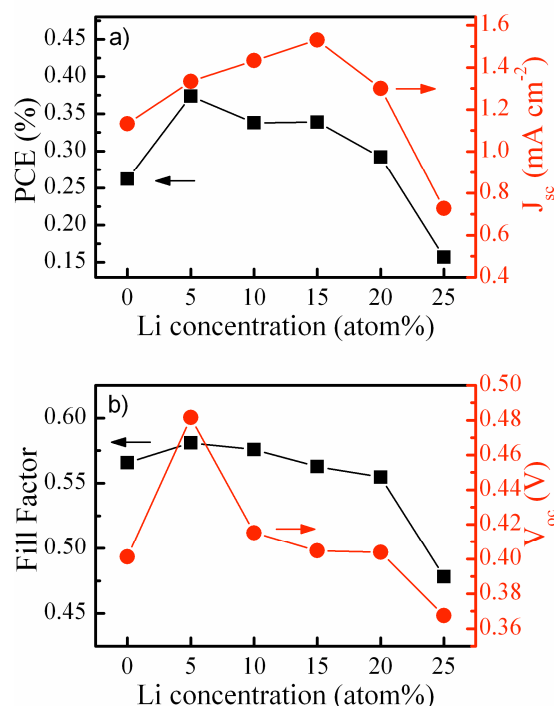 a)
PCE (%)
0.45
0.40
0.35
0.30
0.25
0.20
0.15
1.6
1.4
1.2
1.0
0.8
0.6
0.4
J_sc (mA cm^-2)
0 5 10 15 20 25
Li concentration (atom%)
b)
Fill Factor
0.60
0.55
0.50
0.45
0.50
0.48
0.46
0.44
0.42
0.40
0.38
0.36
V_oc (V)
0 5 10 15 20 25
Li concentration (atom%)